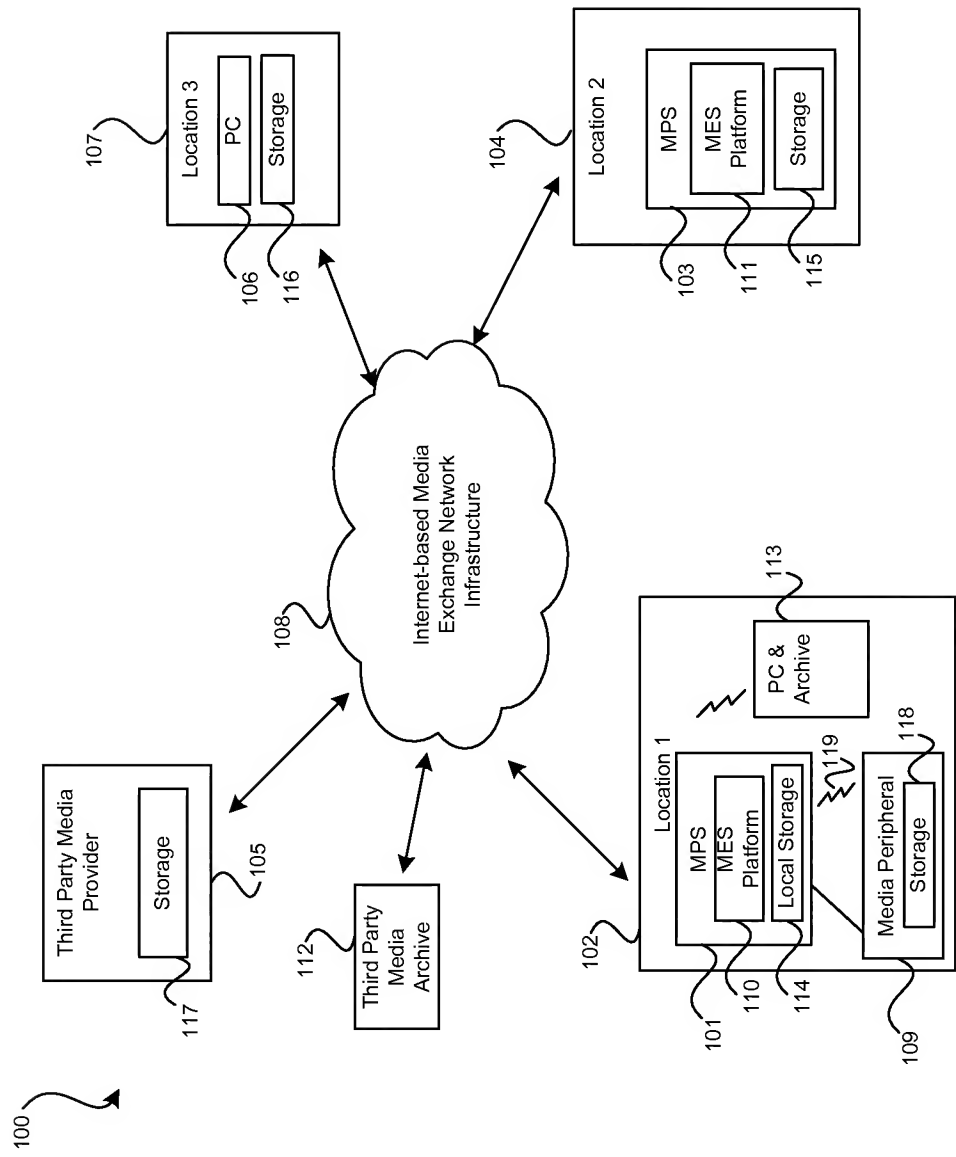 100
Third Party Media
Provider
Storage
117
105
112
Third Party
Media
Archive
108
Internet-based Media
Exchange Network
Infrastructure
107
Location 3
PC
Storage
106
116
104
Location 2
MPS
MES
Platform
Storage
103
111
115
102
Location 1
MPS
MES
Platform
Local Storage
101
110
114
PC &
Archive
113
119
Media Peripheral
Storage
118
109